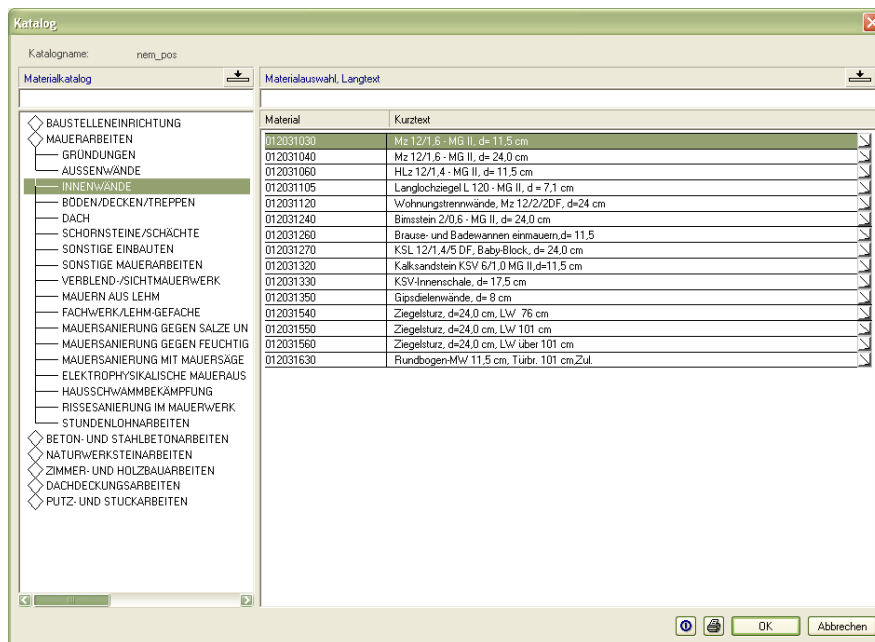 Katalog
Katalogname: nem_pos
Materialkatalog
Materialauswahl, Langtext
BAUSTELLENEINRICHTUNG
MAUERARBEITEN
GRÜNDUNGEN
AUSSENWÄNDE
INNENWÄNDE
BÖDEN/DECKEN/TREPPEN
DACH
SCHORNSTEINE/SCHÄCHTE
SONSTIGE EINBAUTEN
SONSTIGE MAUERARBEITEN
VERBLEND-/SICHTMAUERWERK
MAUERN AUS LEHM
FACHWERK/LEHM-GEFACHE
MAUERSANIERUNG GEGEN SALZE UN
MAUERSANIERUNG GEGEN FEUCHTIG
MAUERSANIERUNG MIT MAUERSÄGE
ELEKTROPHYSIKALISCHE MAUERAUS
HAUSSCHWAMMBEKÄMPFUNG
RISSESANIERUNG IM MAUERWERK
STUNDENLOHNARBEITEN
BETON- UND STAHLBETONARBEITEN
NATURWERKSTEINARBEITEN
ZIMMER- UND HOLZBAUARBEITEN
DACHDECKUNGSARBEITEN
PUTZ- UND STUCKARBEITEN
Material Kurztext
012031030 Mz 12/1,6 - MG II, d= 11,5 cm
012031040 Mz 12/1,6 - MG II, d= 24,0 cm
012031060 HLz 12/1,4 - MG II, d= 11,5 cm
012031105 Langlochziegel L 120 - MG II, d = 7,1 cm
012031120 Wohnungstrennwände, Mz 12/2/2DF, d=24 cm
012031240 Bimsstein 2/0,6 - MG II, d= 24,0 cm
012031260 Brause- und Badewannen einmauern,d= 11,5
012031270 KSL 12/1,4/5 DF, Baby-Block, d= 24,0 cm
012031320 Kalksandstein KSV 6/1,0 MG II,d=11,5 cm
012031330 KSV-Innenschale, d= 17,5 cm
012031350 Gipsdielenwände, d= 8 cm
012031540 Ziegelsturz, d=24,0 cm, LW 76 cm
012031550 Ziegelsturz, d=24,0 cm, LW 101 cm
012031560 Ziegelsturz, d=24,0 cm, LW über 101 cm
012031630 Rundbogen-MW 11,5 cm, Türbr. 101 cm,Zul.
OK Abbrechen